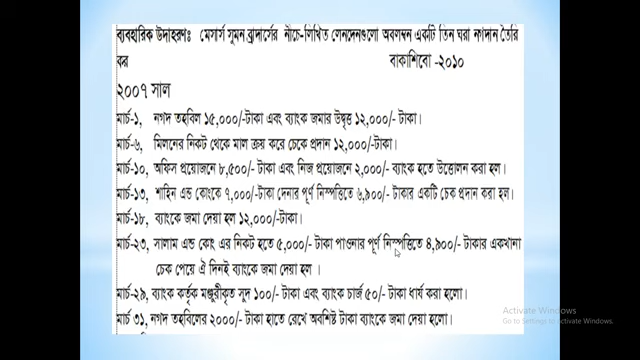 ব্যবহারিক উদাহরণঃ মেসার্স সুমন ব্রাদার্সের নীচে-লিখিত লেনদেনগুলো অবলম্বন একটি তিন ঘরা নগদান তৈরি
কর বাকাশিবো -২০১০
২০০৭ সাল
মার্চ-১, নগদ তহবিল ১৫,০০০/-টাকা এবং ব্যাংক জমার উদ্বৃত্ত ১২,০০০/- টাকা।
মার্চ-৬, মিলনের নিকট থেকে মাল ক্রয় করে চেকে প্রদান ১২,০০০/-টাকা।
মার্চ-১০, অফিস প্রয়োজনে ৮,৫০০/- টাকা এবং নিজ প্রয়োজনে ২,০০০/- ব্যাংক হতে উত্তোলন করা হল।
মার্চ-১৩, শাহিন এন্ড কোংকে ৭,০০০/-টাকা দেনার পূর্ণ নিস্পত্তিতে ৬,৯০০/- টাকার একটি চেক প্রদান করা হল।
মার্চ-১৮, ব্যাংকে জমা দেয়া হল ১২,০০০/-টাকা।
মার্চ-২৩, সালাম এন্ড কোং এর নিকট হতে ৫,০০০/- টাকা পাওনার পূর্ণ নিস্পত্তিতে ৪,৯০০/- টাকার একখানা
চেক পেয়ে ঐ দিনই ব্যাংকে জমা দেয়া হল ।
মার্চ-২৯, ব্যাংক কর্তৃক মঞ্জুরীকৃত সূদ ১০০/- টাকা এবং ব্যাংক চার্জ ৫০/- টাকা ধার্য করা হলো।
মার্চ ৩১, নগদ তহবিলের ২০০০/- টাকা হাতে রেখে অবশিষ্ট টাকা ব্যাংকে জমা দেয়া হলো।
Activate Windows
Go to Settings to activate Windows.